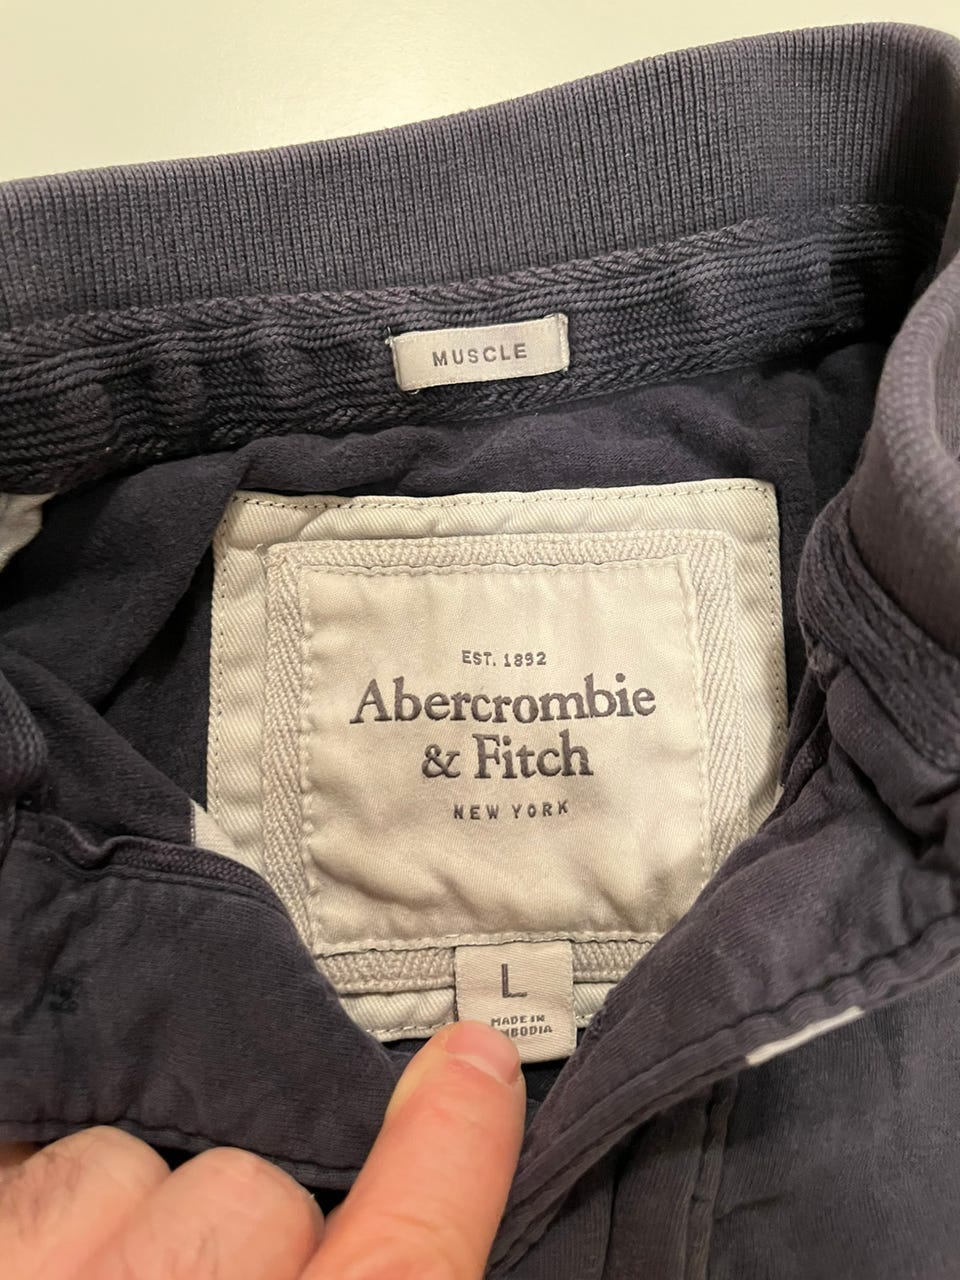 MUSCLE
EST. 1892
Abercrombie
& Fitch
NEW YORK
L
MADE IN